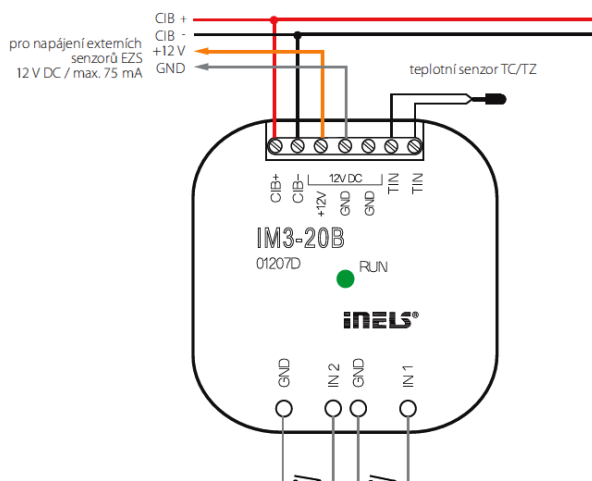 CIB +
CIB -
+12 V
GND
pro napájení externích
senzorů EZS
12 V DC / max. 75 mA
teplotní senzor TC/TZ
CIB+
CIB-
12V DC
+12V
GND
GND
TIN
TIN
IM3-20B
01207D
RUN
iNELS®
GND
IN 2
GND
IN 1